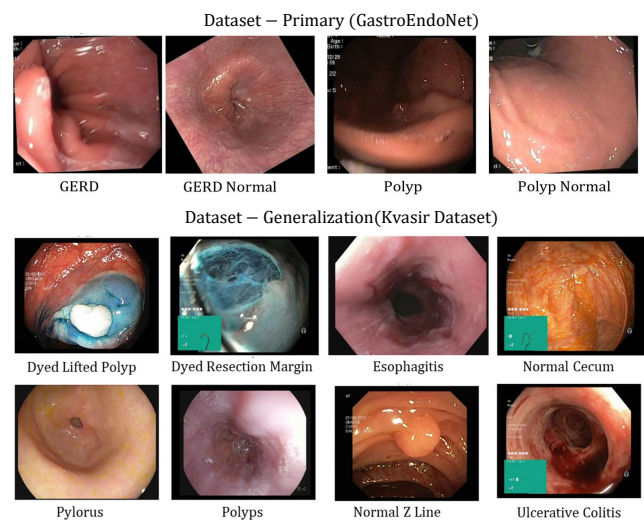 Dataset – Primary (GastroEndoNet)
GERD
GERD Normal
Polyp
Polyp Normal
Dataset – Generalization(Kvasir Dataset)
Dyed Lifted Polyp
Dyed Resection Margin
Esophagitis
Normal Cecum
Pylorus
Polyps
Normal Z Line
Ulcerative Colitis